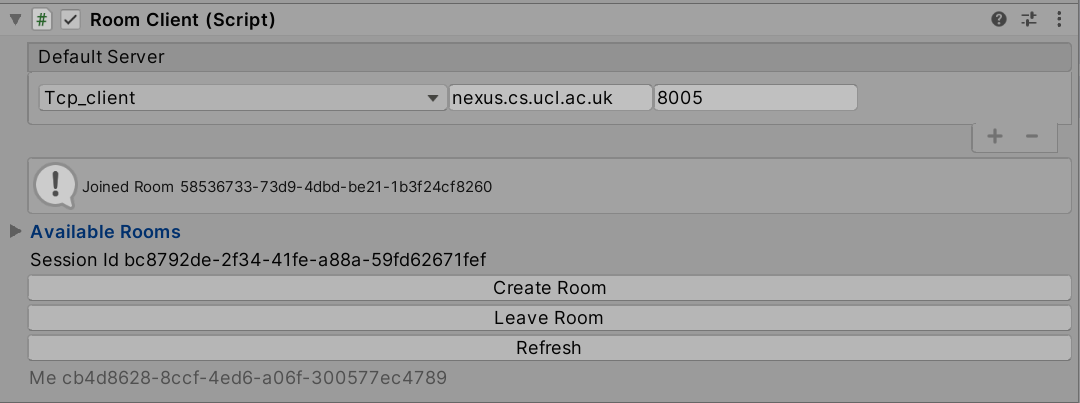 # Room Client (Script)
Default Server
Tcp_client nexus.cs.ucl.ac.uk 8005
+ −
Joined Room 58536733-73d9-4dbd-be21-1b3f24cf8260
Available Rooms
Session Id bc8792de-2f34-41fe-a88a-59fd62671fef
Create Room
Leave Room
Refresh
Me cb4d8628-8ccf-4ed6-a06f-300577ec4789